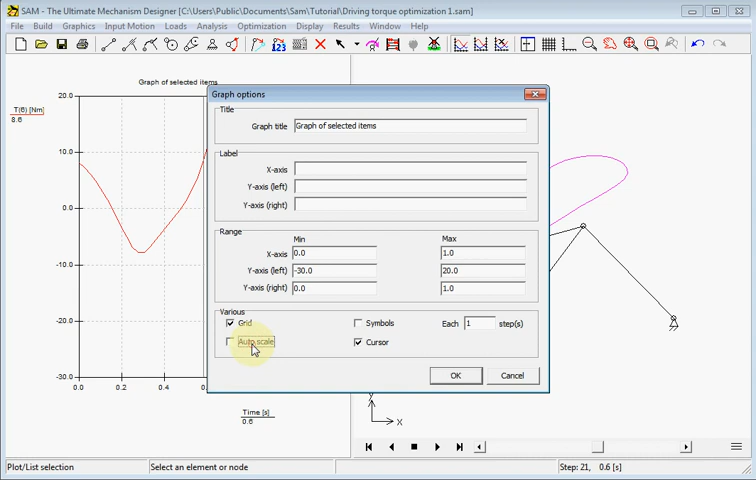 SAM - The Ultimate Mechanism Designer [C:\Users\Public\Documents\Sam\Tutorial\Driving torque optimization 1.sam]
File Build Graphics Input Motion Loads Analysis Optimization Display Results Window Help
123
Graph of selected items
T(6) [Nm]
8.6
20.0
10.0
0.0
-10.0
-20.0
-30.0
0.0 0.2 0.4
Time [s]
0.6
Graph options
Title
Graph title Graph of selected items
Label
X-axis
Y-axis (left)
Y-axis (right)
Range
Min Max
X-axis 0.0 1.0
Y-axis (left) -30.0 20.0
Y-axis (right) 0.0 1.0
Various
Grid Symbols Each 1 step(s)
Auto scale Cursor
OK Cancel
X
Plot/List selection Select an element or node Step: 21, 0.6 [s]